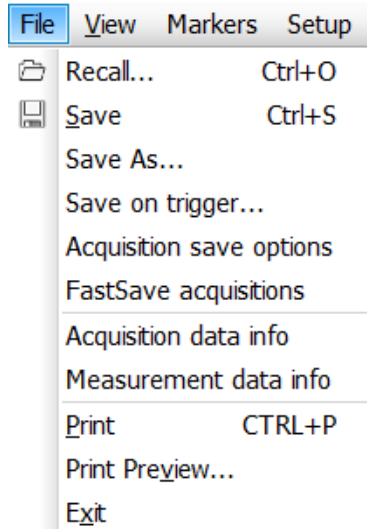 File View Markers Setup
Recall... Ctrl+O
Save Ctrl+S
Save As...
Save on trigger...
Acquisition save options
FastSave acquisitions
Acquisition data info
Measurement data info
Print CTRL+P
Print Preview...
Exit